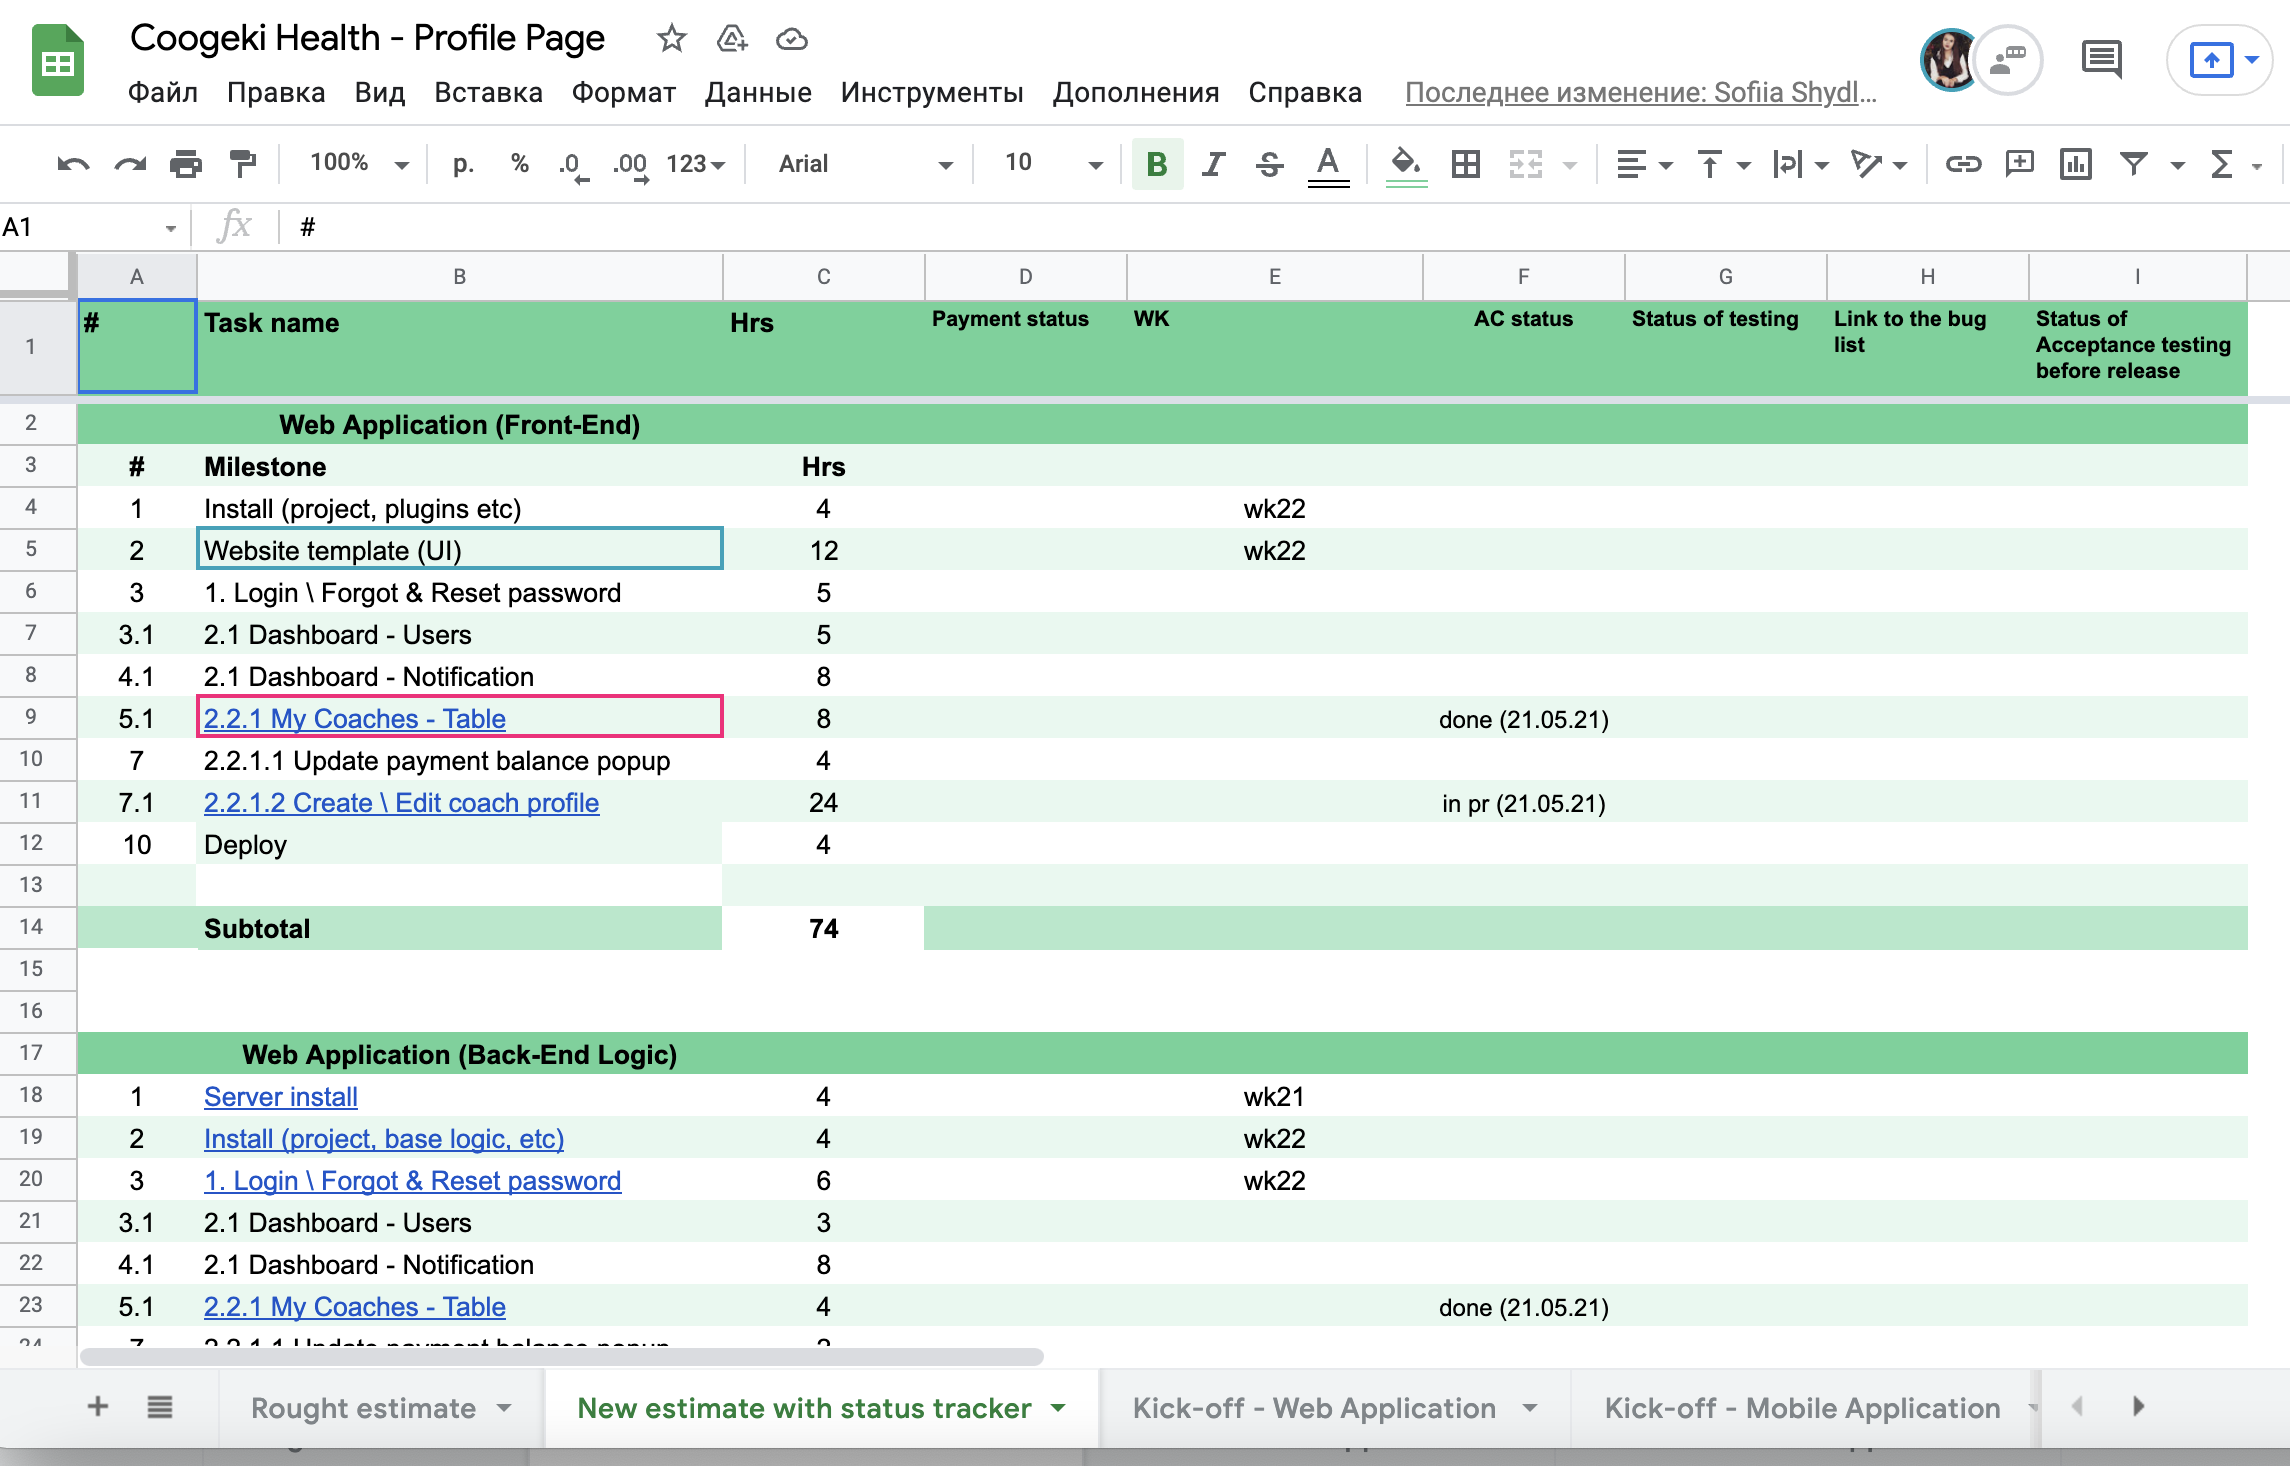 Coogeki Health - Profile Page
Файл Правка Вид Вставка Формат Данные Инструменты Дополнения Справка Последнее изменение: Sofiia Shydl...
100% р. % .0 .00 123 Arial 10 B I S A
A1 fx #
A B C D E F G H I
1 # Task name Hrs Payment status WK AC status Status of testing Link to the bug list Status of Acceptance testing before release
2 Web Application (Front-End)
3 # Milestone Hrs
4 1 Install (project, plugins etc) 4 wk22
5 2 Website template (UI) 12 wk22
6 3 1. Login \ Forgot & Reset password 5
7 3.1 2.1 Dashboard - Users 5
8 4.1 2.1 Dashboard - Notification 8
9 5.1 2.2.1 My Coaches - Table 8 done (21.05.21)
10 7 2.2.1.1 Update payment balance popup 4
11 7.1 2.2.1.2 Create \ Edit coach profile 24 in pr (21.05.21)
12 10 Deploy 4
13
14 Subtotal 74
15
16
17 Web Application (Back-End Logic)
18 1 Server install 4 wk21
19 2 Install (project, base logic, etc) 4 wk22
20 3 1. Login \ Forgot & Reset password 6 wk22
21 3.1 2.1 Dashboard - Users 3
22 4.1 2.1 Dashboard - Notification 8
23 5.1 2.2.1 My Coaches - Table 4 done (21.05.21)
24 7 2.2.1.1 Update payment balance popup
Rought estimate New estimate with status tracker Kick-off - Web Application Kick-off - Mobile Application